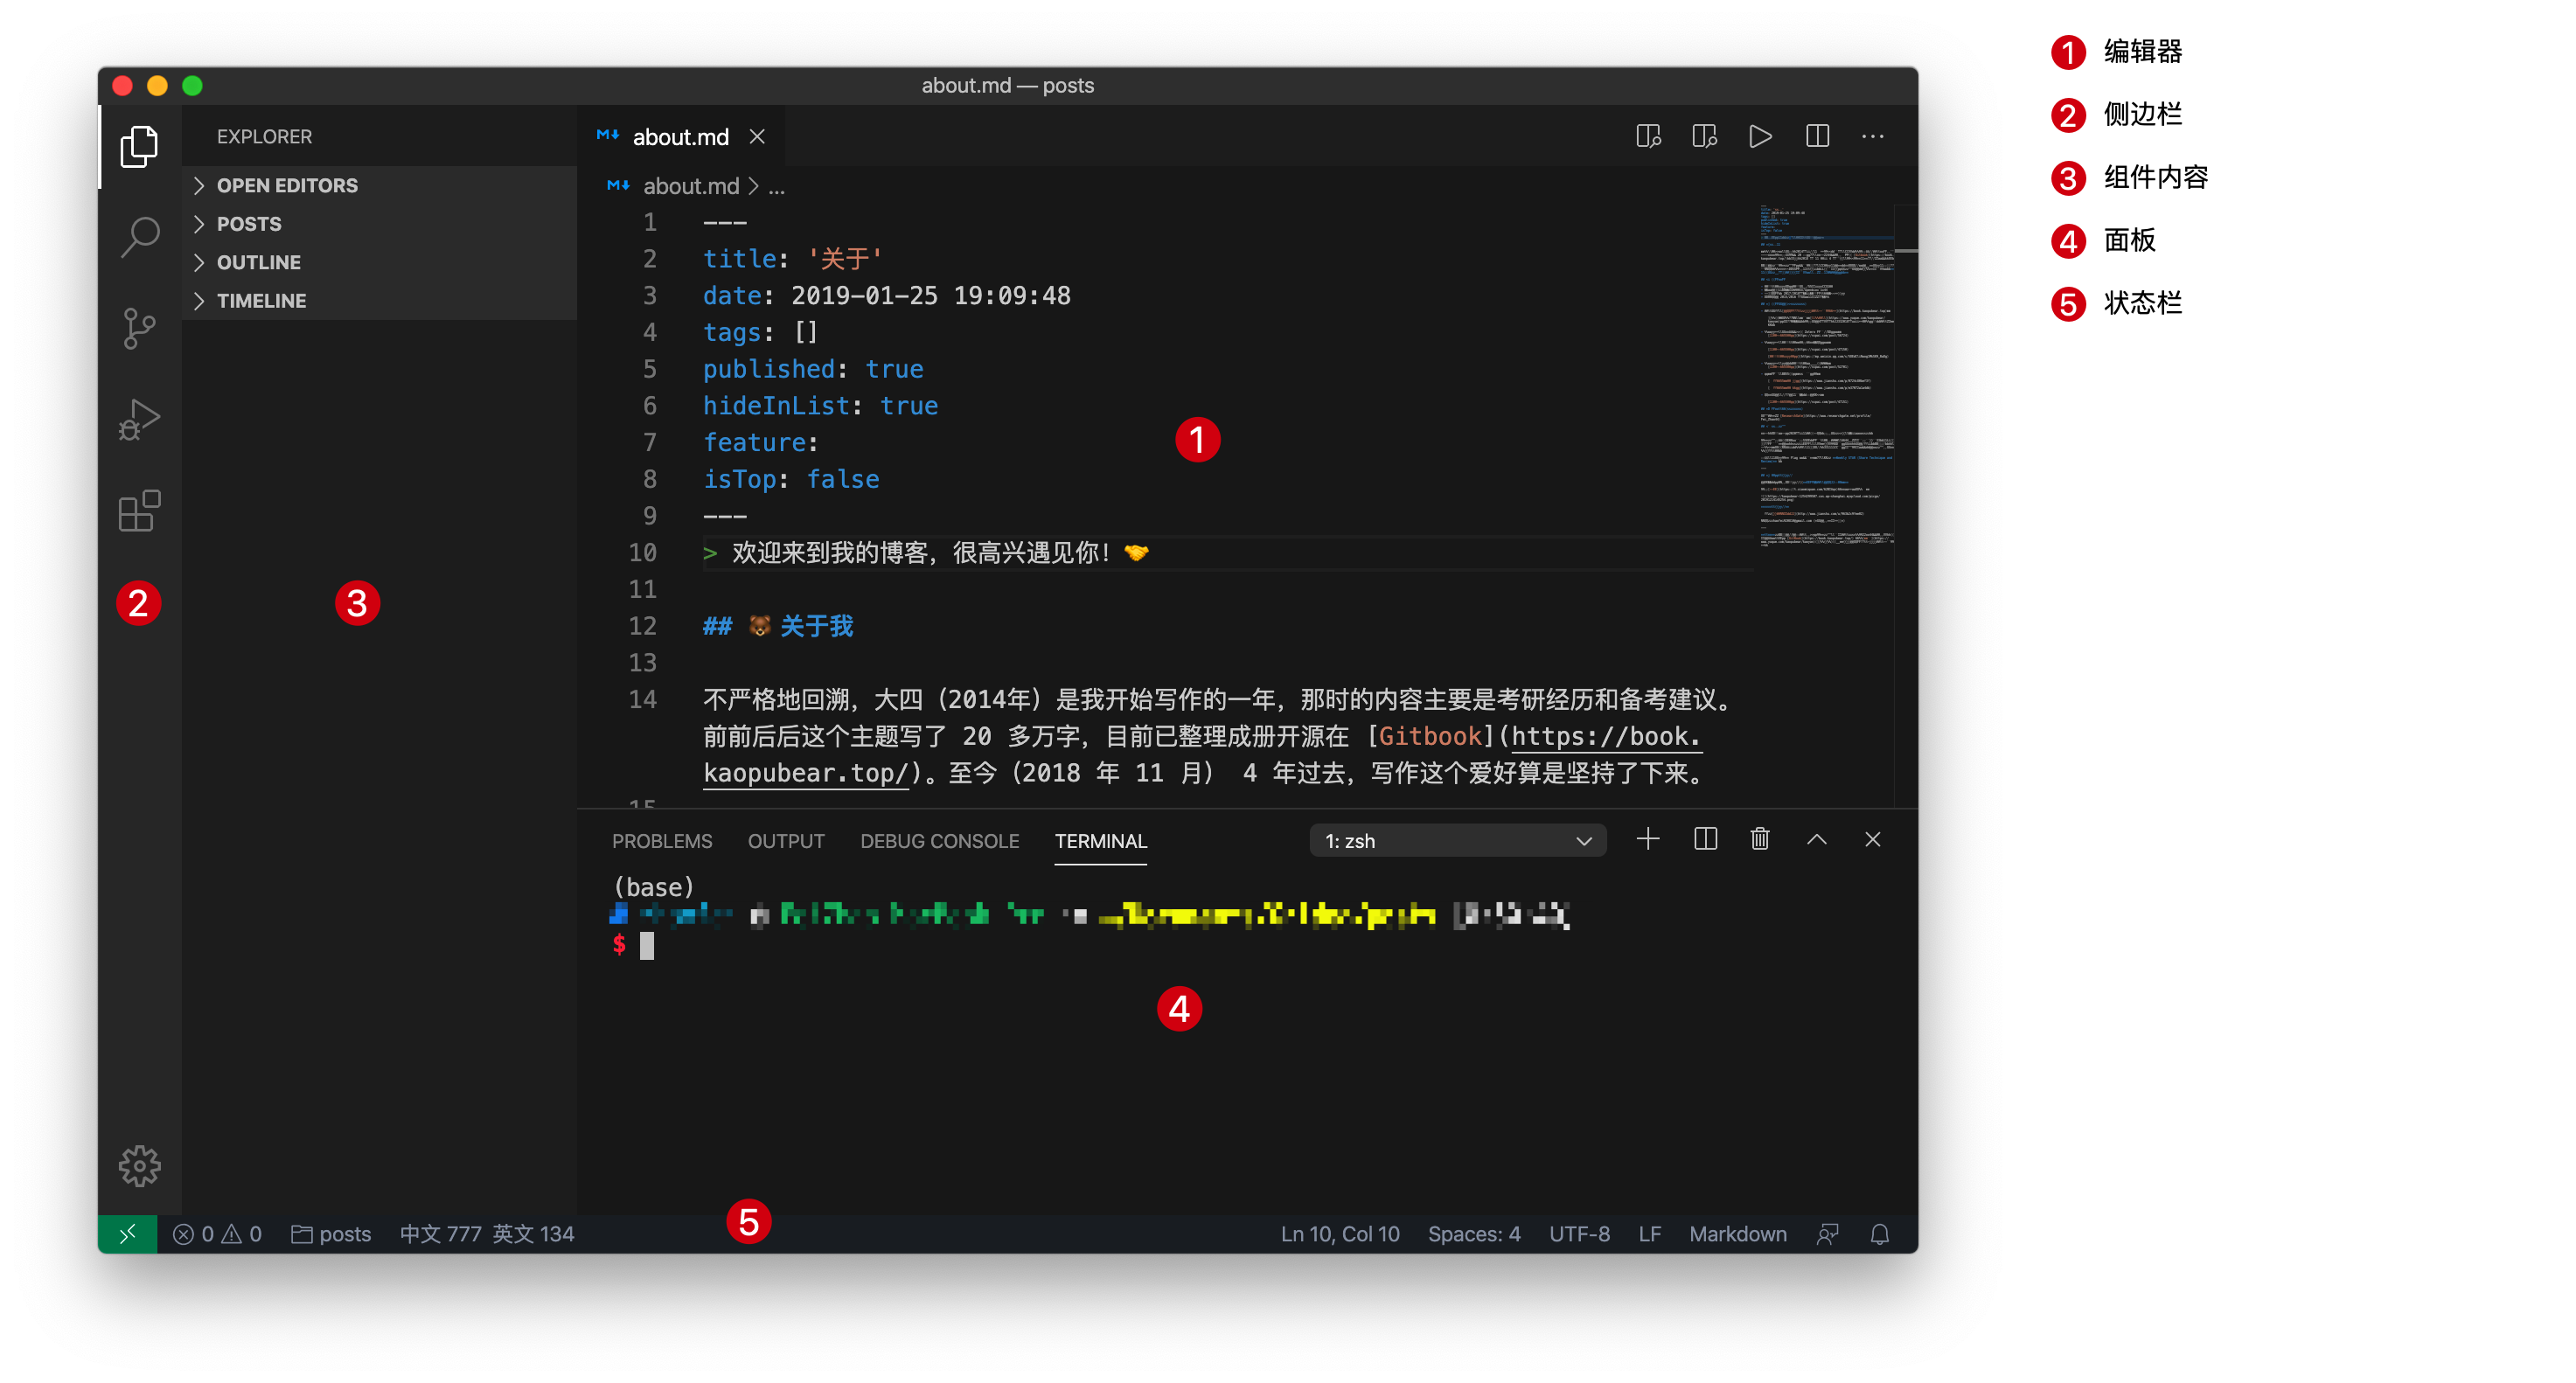 about.md — posts
EXPLORER
OPEN EDITORS
POSTS
OUTLINE
TIMELINE
2
3
about.md
about.md > ...
1 ---
2 title: '关于'
3 date: 2019-01-25 19:09:48
4 tags: []
5 published: true
6 hideInList: true
7 feature:
8 isTop: false
9 ---
10 > 欢迎来到我的博客，很高兴遇见你！🤝
11
12 ## 🐻 关于我
13
14 不严格地回溯，大四（2014年）是我开始写作的一年，那时的内容主要是考研经历和备考建议。
前前后后这个主题写了 20 多万字，目前已整理成册开源在 [Gitbook](https://book.
kaopubear.top/)。至今（2018 年 11 月） 4 年过去，写作这个爱好算是坚持了下来。
15
1
PROBLEMS OUTPUT DEBUG CONSOLE TERMINAL 1: zsh
(base)
$
4
5
0 0 posts 中文 777 英文 134 Ln 10, Col 10 Spaces: 4 UTF-8 LF Markdown
1 编辑器
2 侧边栏
3 组件内容
4 面板
5 状态栏